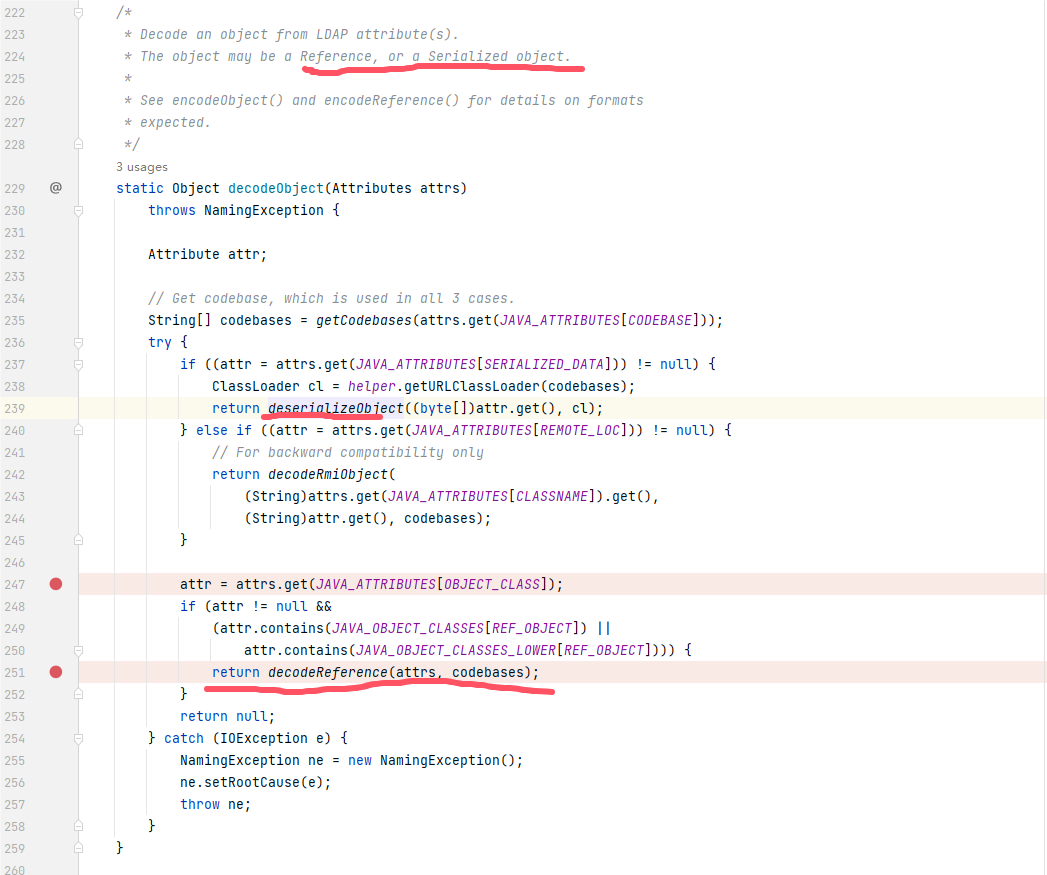 222 /*
223 * Decode an object from LDAP attribute(s).
224 * The object may be a Reference, or a Serialized object.
225 *
226 * See encodeObject() and encodeReference() for details on formats
227 * expected.
228 */
3 usages
229 @ static Object decodeObject(Attributes attrs)
230 throws NamingException {
231
232 Attribute attr;
233
234 // Get codebase, which is used in all 3 cases.
235 String[] codebases = getCodebases(attrs.get(JAVA_ATTRIBUTES[CODEBASE]));
236 try {
237 if ((attr = attrs.get(JAVA_ATTRIBUTES[SERIALIZED_DATA])) != null) {
238 ClassLoader cl = helper.getURLClassLoader(codebases);
239 return deserializeObject((byte[])attr.get(), cl);
240 } else if ((attr = attrs.get(JAVA_ATTRIBUTES[REMOTE_LOC])) != null) {
241 // For backward compatibility only
242 return decodeRmiObject(
243 (String)attrs.get(JAVA_ATTRIBUTES[CLASSNAME]).get(),
244 (String)attr.get(), codebases);
245 }
246
247 attr = attrs.get(JAVA_ATTRIBUTES[OBJECT_CLASS]);
248 if (attr != null &&
249 (attr.contains(JAVA_OBJECT_CLASSES[REF_OBJECT]) ||
250 attr.contains(JAVA_OBJECT_CLASSES_LOWER[REF_OBJECT]))) {
251 return decodeReference(attrs, codebases);
252 }
253 return null;
254 } catch (IOException e) {
255 NamingException ne = new NamingException();
256 ne.setRootCause(e);
257 throw ne;
258 }
259 }
260